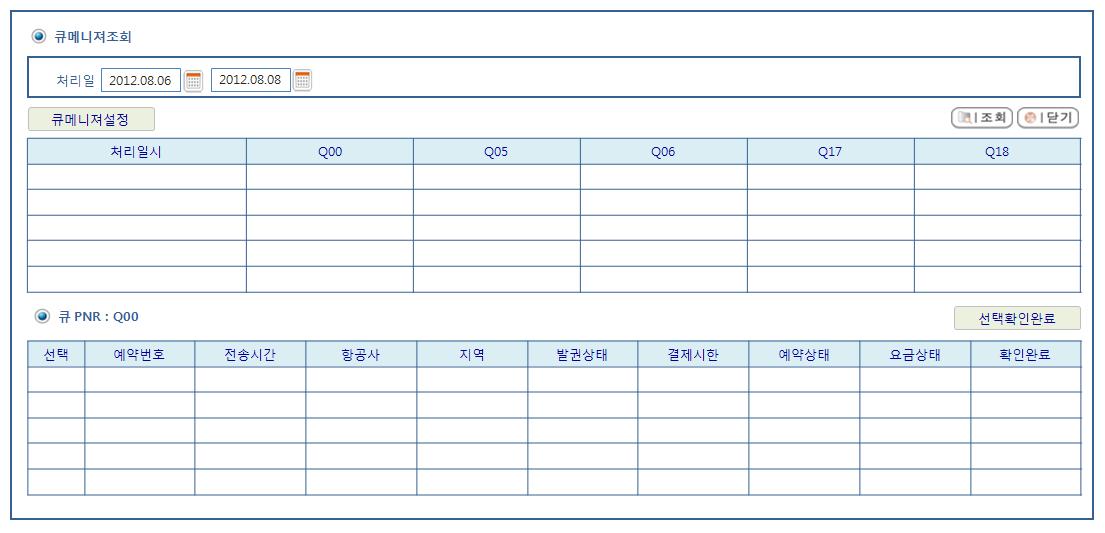 큐메니져조회
처리일 2012.08.06 2012.08.08
큐메니져설정 조회 닫기
처리일시 Q00 Q05 Q06 Q17 Q18
큐 PNR : Q00 선택확인완료
선택 예약번호 전송시간 항공사 지역 발권상태 결제시한 예약상태 요금상태 확인완료